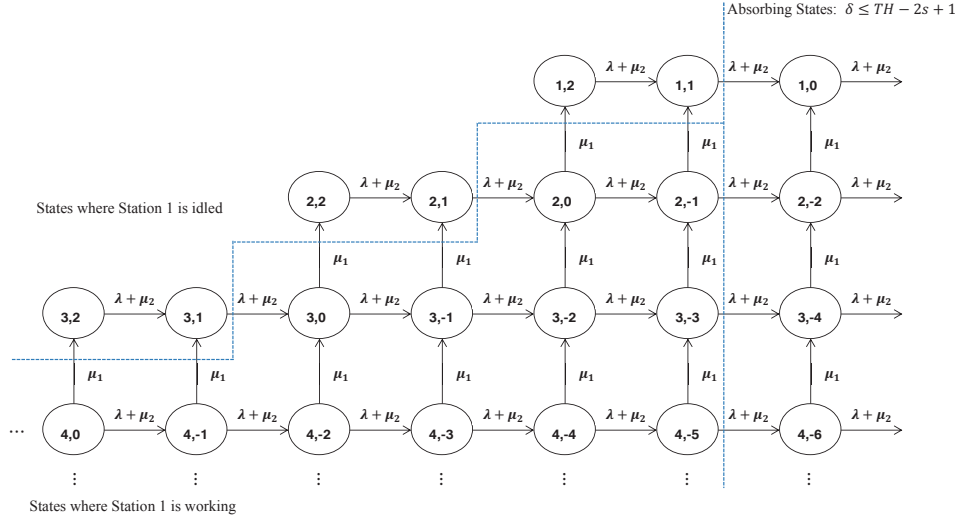 Absorbing States: δ ≤ TH − 2s + 1
λ + μ₂ λ + μ₂ λ + μ₂
1,2 1,1 1,0
μ₁ μ₁ μ₁
λ + μ₂ λ + μ₂ λ + μ₂ λ + μ₂ λ + μ₂
2,2 2,1 2,0 2,-1 2,-2
States where Station 1 is idled
μ₁ μ₁ μ₁ μ₁ μ₁
λ + μ₂ λ + μ₂ λ + μ₂ λ + μ₂ λ + μ₂ λ + μ₂ λ + μ₂
3,2 3,1 3,0 3,-1 3,-2 3,-3 3,-4
μ₁ μ₁ μ₁ μ₁ μ₁ μ₁ μ₁
λ + μ₂ λ + μ₂ λ + μ₂ λ + μ₂ λ + μ₂ λ + μ₂ λ + μ₂
... 4,0 4,-1 4,-2 4,-3 4,-4 4,-5 4,-6
⋮ ⋮ ⋮ ⋮ ⋮ ⋮ ⋮
States where Station 1 is working